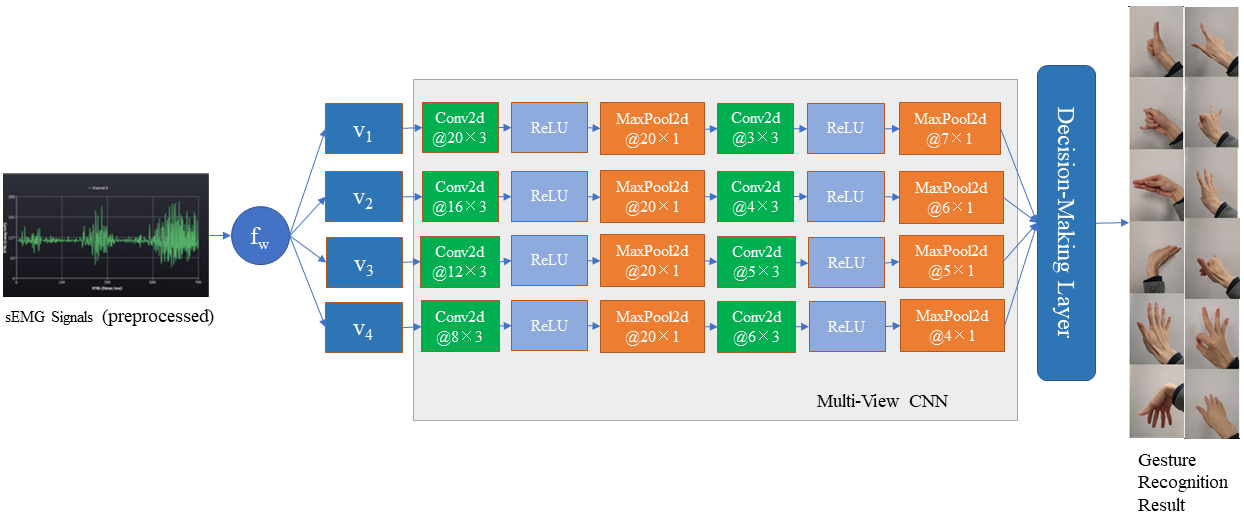 sEMG Signals (preprocessed)
fw
v1
Conv2d
@20×3
ReLU
MaxPool2d
@20×1
Conv2d
@3×3
ReLU
MaxPool2d
@7×1
v2
Conv2d
@16×3
ReLU
MaxPool2d
@20×1
Conv2d
@4×3
ReLU
MaxPool2d
@6×1
v3
Conv2d
@12×3
ReLU
MaxPool2d
@20×1
Conv2d
@5×3
ReLU
MaxPool2d
@5×1
v4
Conv2d
@8×3
ReLU
MaxPool2d
@20×1
Conv2d
@6×3
ReLU
MaxPool2d
@4×1
Multi-View CNN
Decision-Making Layer
Gesture
Recognition
Result